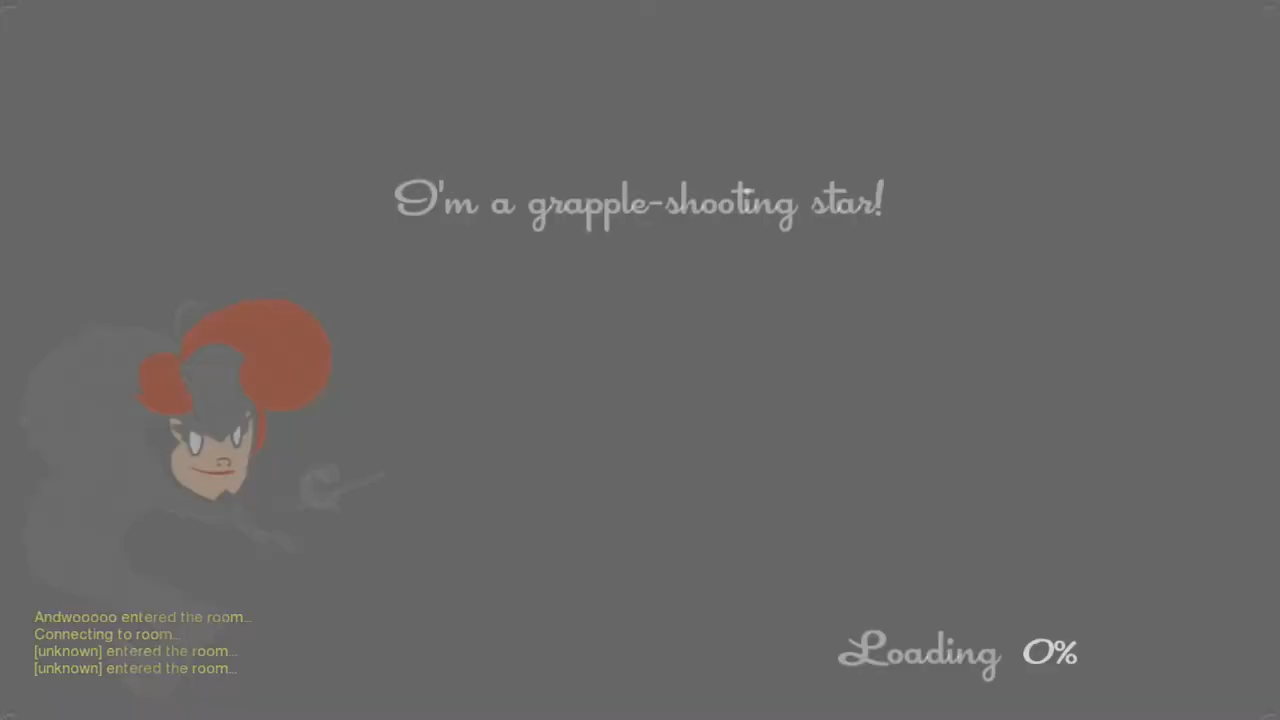 I'm a grapple-shooting star!
Andwooooo entered the room...
Connecting to room...
[unknown] entered the room...
[unknown] entered the room...
Loading 0%